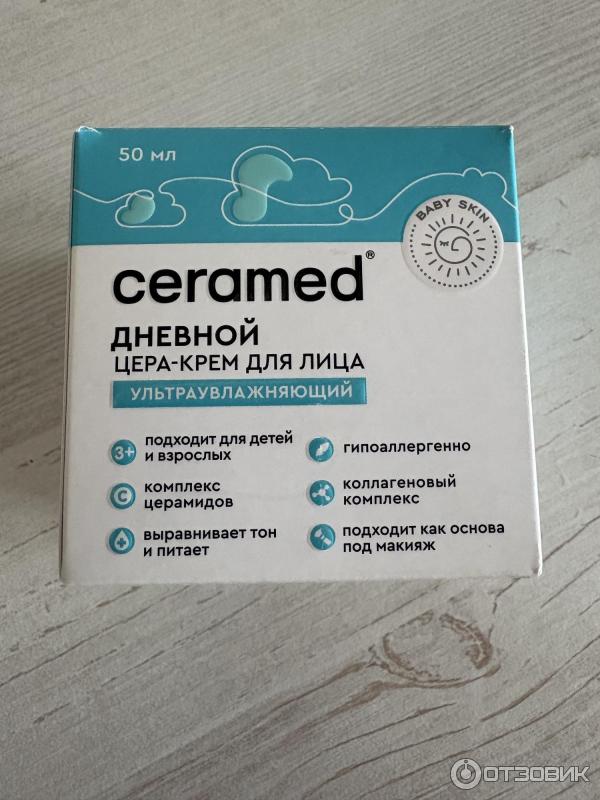 50 мл
BABY SKIN
ceramed®
ДНЕВНОЙ
ЦЕРА-КРЕМ ДЛЯ ЛИЦА
УЛЬТРАУВЛАЖНЯЮЩИЙ
3+
подходит для детей
и взрослых
гипоаллергенно
C
комплекс
церамидов
коллагеновый
комплекс
выравнивает тон
и питает
подходит как основа
под макияж
ОТЗОВИК